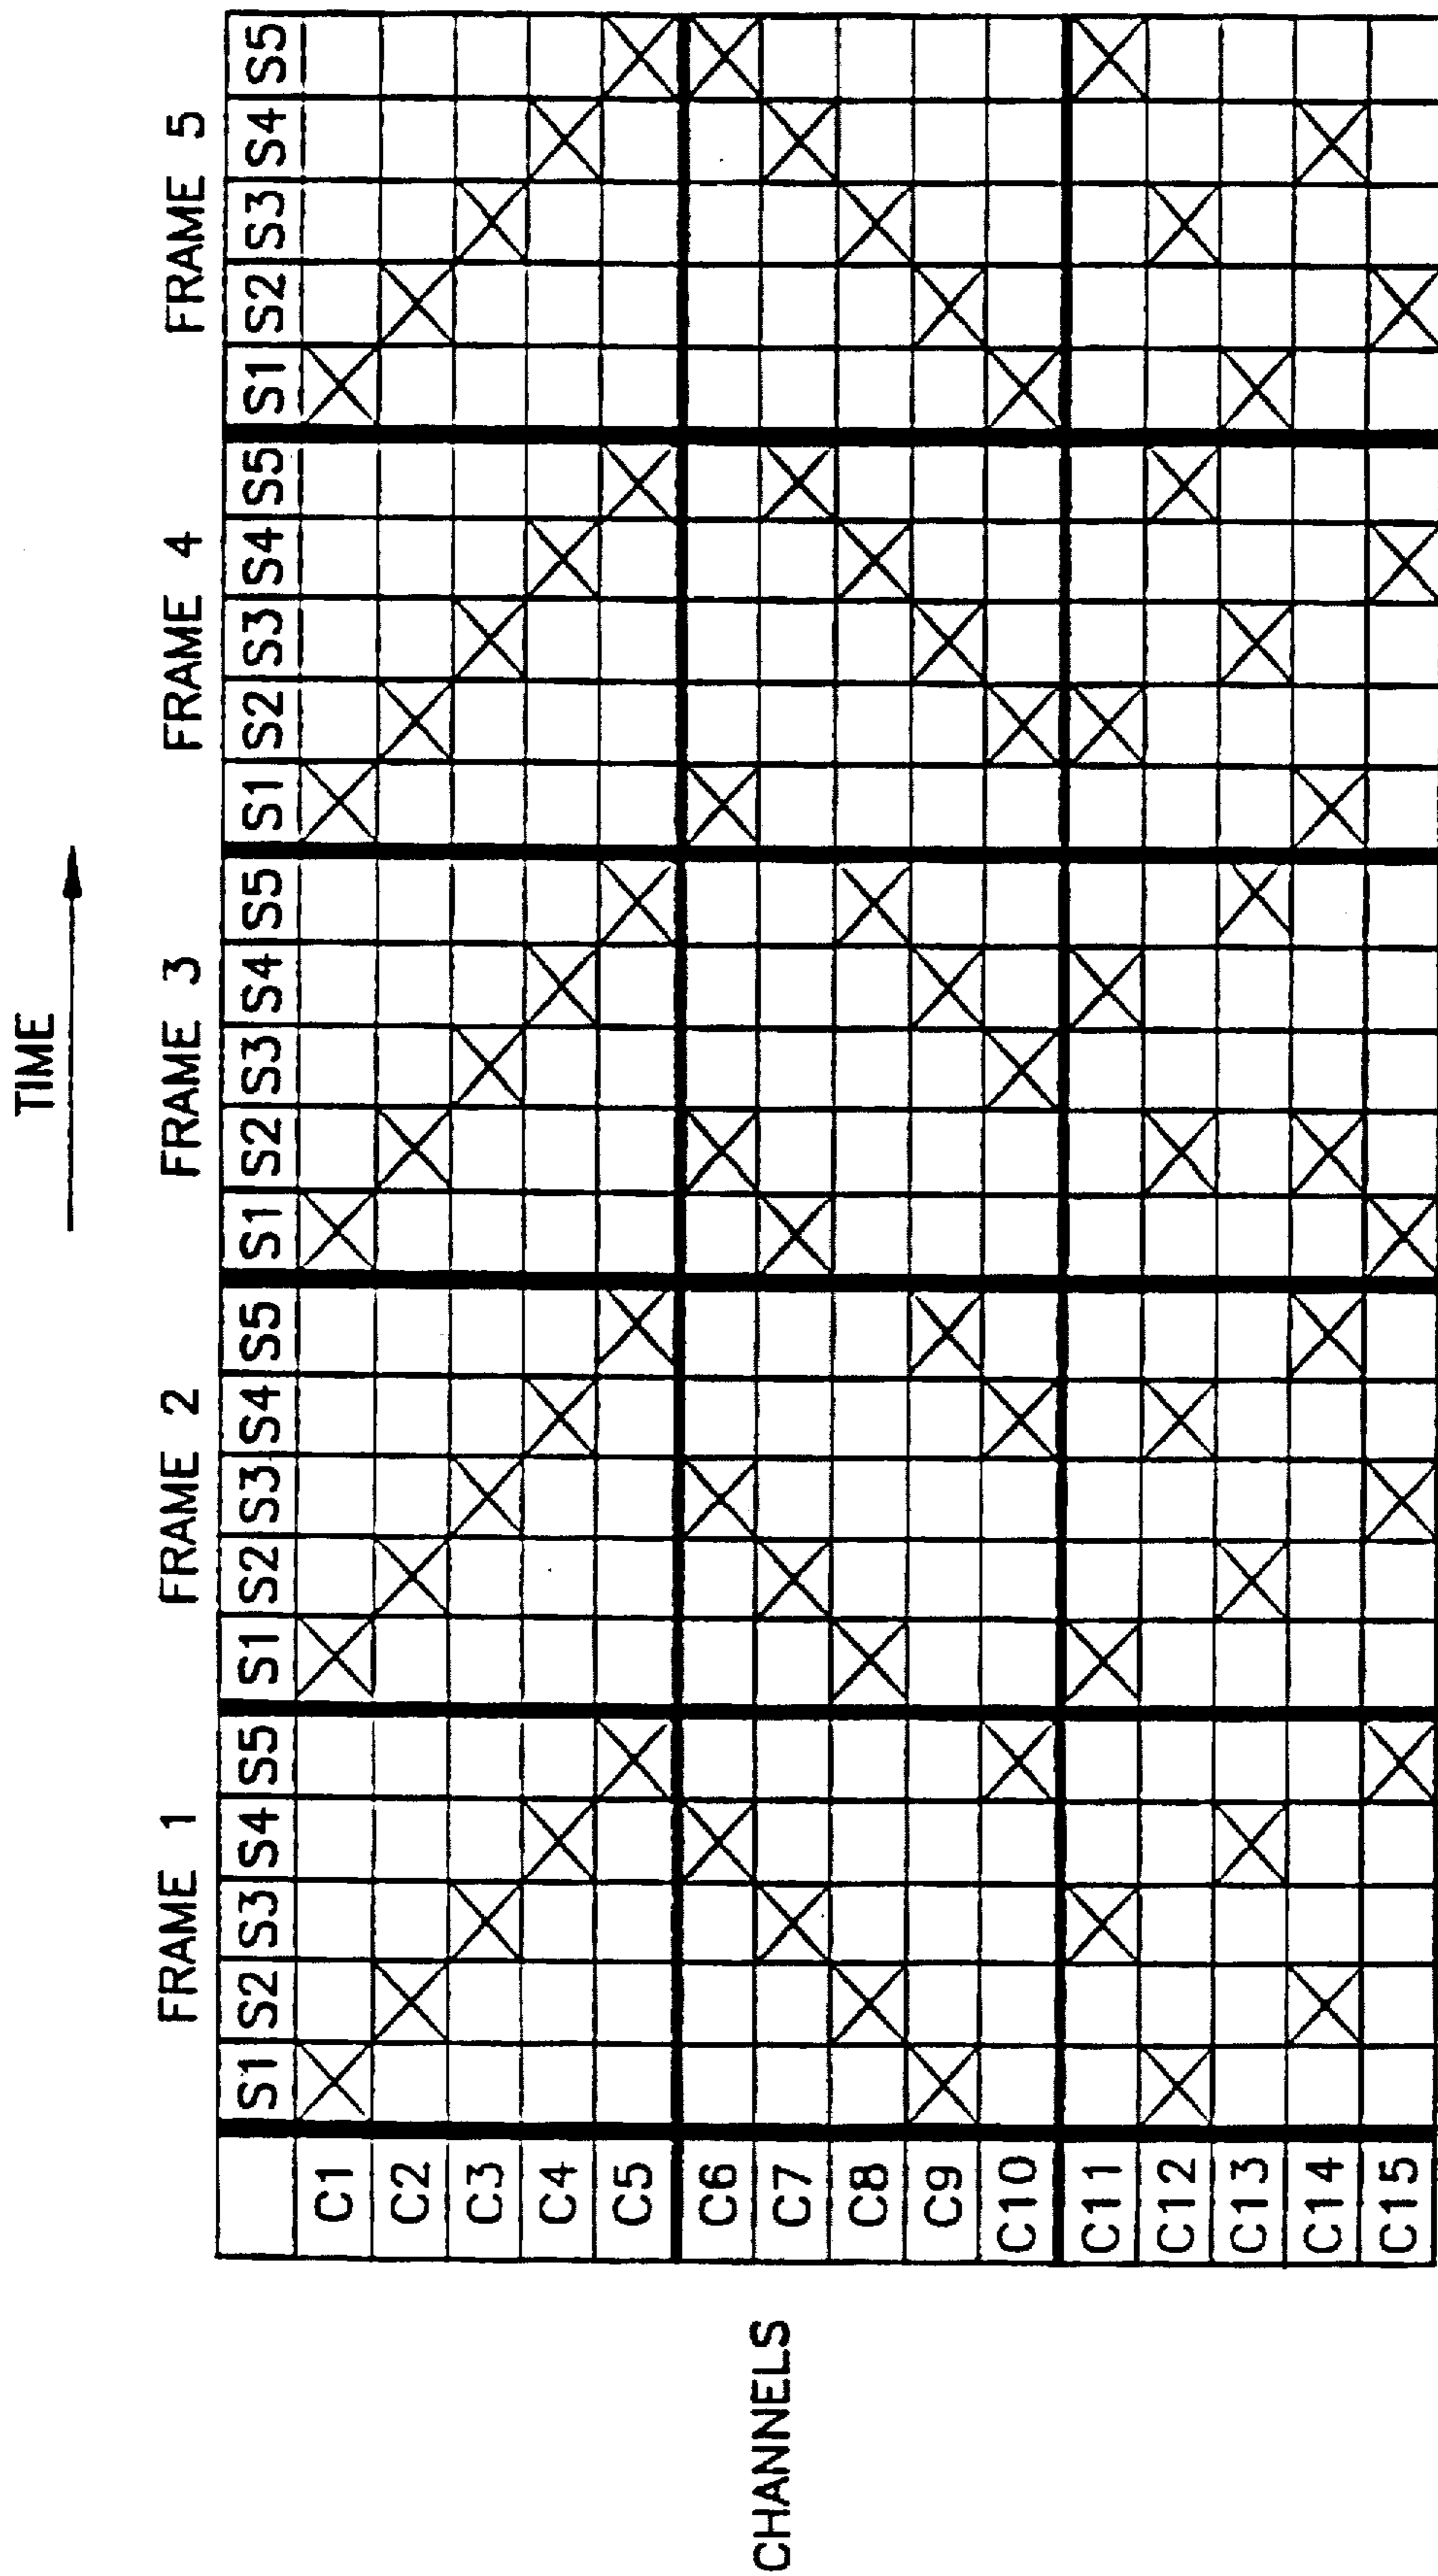 TIME
FRAME 1 FRAME 2 FRAME 3 FRAME 4 FRAME 5
S1 S2 S3 S4 S5 S1 S2 S3 S4 S5 S1 S2 S3 S4 S5 S1 S2 S3 S4 S5 S1 S2 S3 S4 S5
C1
C2
C3
C4
C5
C6
CHANNELS
C7
C8
C9
C10
C11
C12
C13
C14
C15